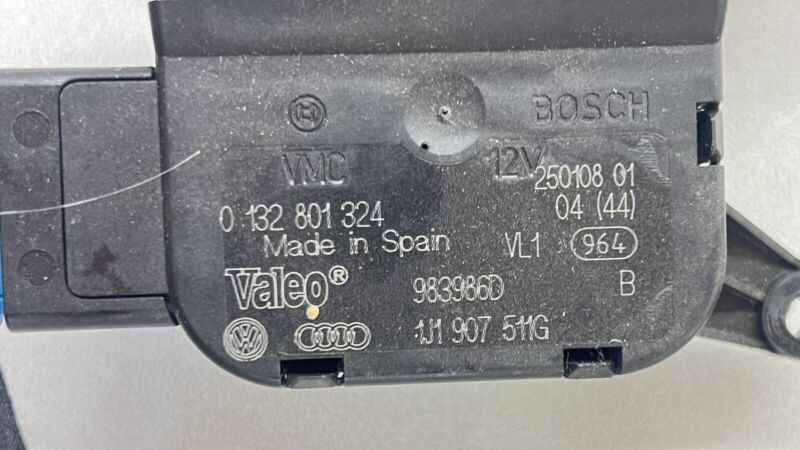 BOSCH
VMC 12V
250108 01
0 132 801 324 04 (44)
Made in Spain VL1 964
Valeo® 983986D B
1J1 907 511G